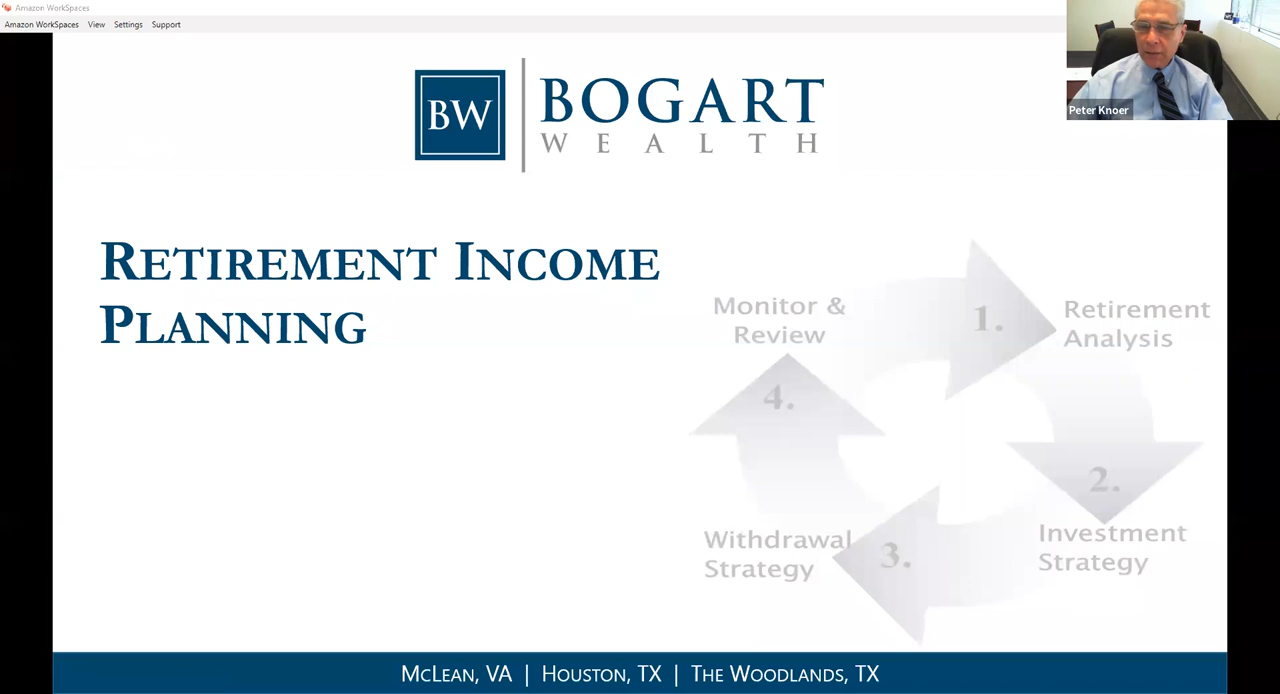 Amazon WorkSpaces
Amazon WorkSpaces View Settings Support
Peter Knoer
BW
BOGART
WEALTH
RETIREMENT INCOME
PLANNING
Monitor &
Review
1.
Retirement
Analysis
4.
2.
Withdrawal
Strategy
3.
Investment
Strategy
MCLEAN, VA | HOUSTON, TX | THE WOODLANDS, TX